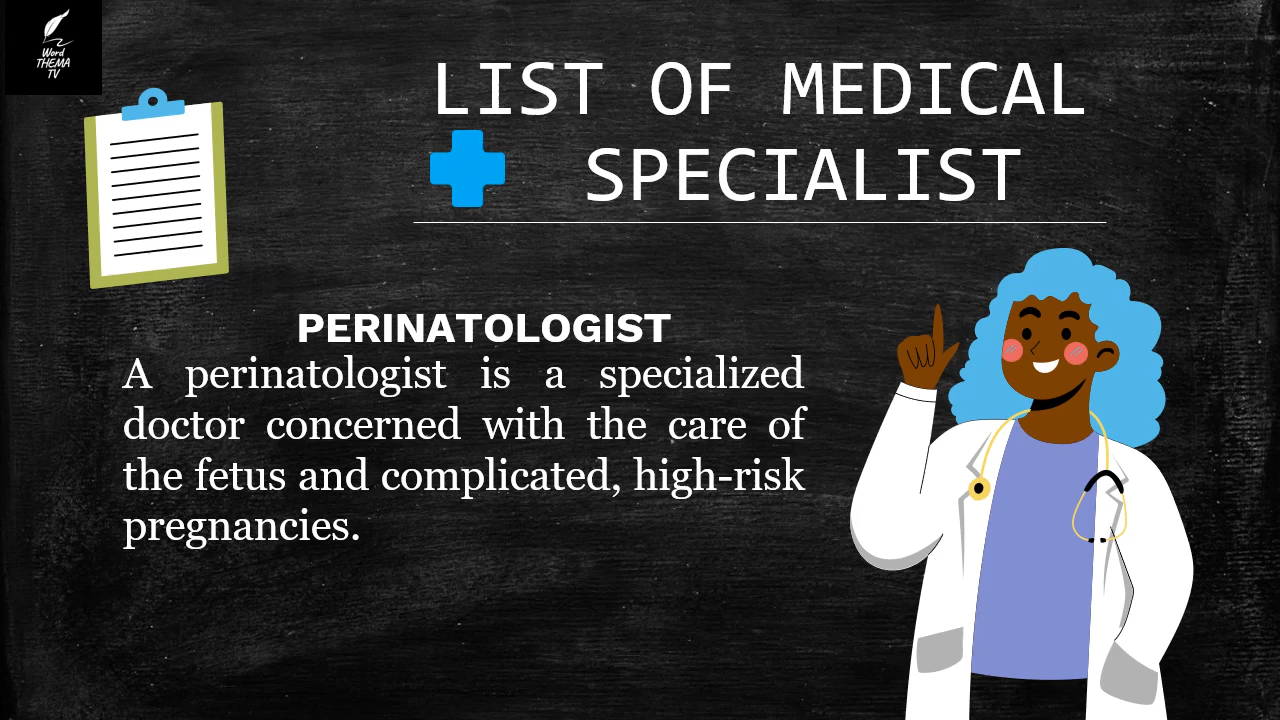 Word
THEMA
TV
LIST OF MEDICAL
SPECIALIST
PERINATOLOGIST
A perinatologist is a specialized
doctor concerned with the care of
the fetus and complicated, high-risk
pregnancies.